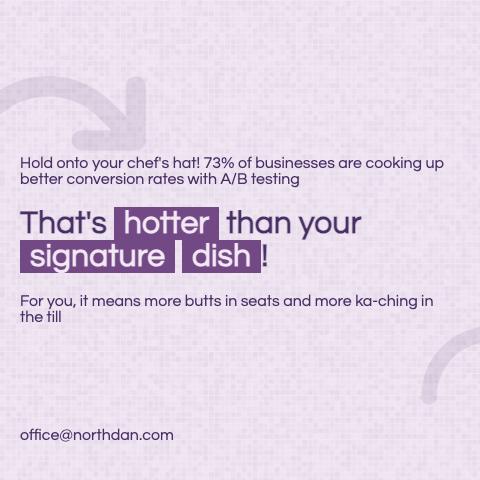 Hold onto your chef's hat! 73% of businesses are cooking up
better conversion rates with A/B testing
That's hotter than your
signature dish!
For you, it means more butts in seats and more ka-ching in
the till
office@northdan.com